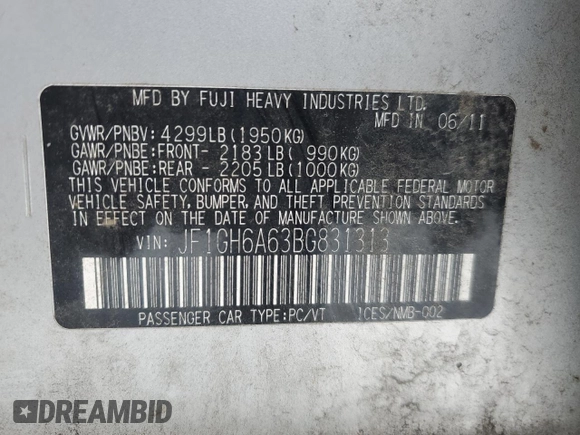 MFD BY FUJI HEAVY INDUSTRIES LTD.
MFD IN 06/11
GVWR/PNBV: 4299LB(1950KG)
GAWR/PNBE:FRONT- 2183LB( 990KG)
GAWR/PNBE:REAR - 2205LB(1000KG)
THIS VEHICLE CONFORMS TO ALL APPLICABLE FEDERAL MOTOR
VEHICLE SAFETY, BUMPER, AND THEFT PREVENTION STANDARDS
IN EFFECT ON THE DATE OF MANUFACTURE SHOWN ABOVE.
VIN: JF1GH6A63BG831313
PASSENGER CAR TYPE:PC/VT ICES/NMB-002
DREAMBID